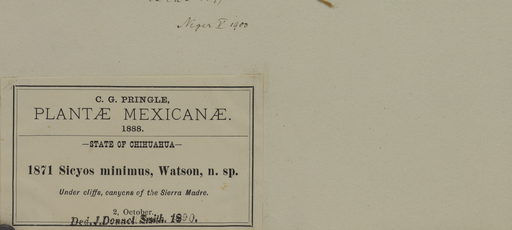 Niger V 1900
C. G. PRINGLE,
PLANTÆ MEXICANÆ.
1888.
—STATE OF CHIHUAHUA—
1871 Sicyos minimus, Watson, n. sp.
Under cliffs, canyons of the Sierra Madre.
2, October.
Ded. J. Donnel Smith. 1890.